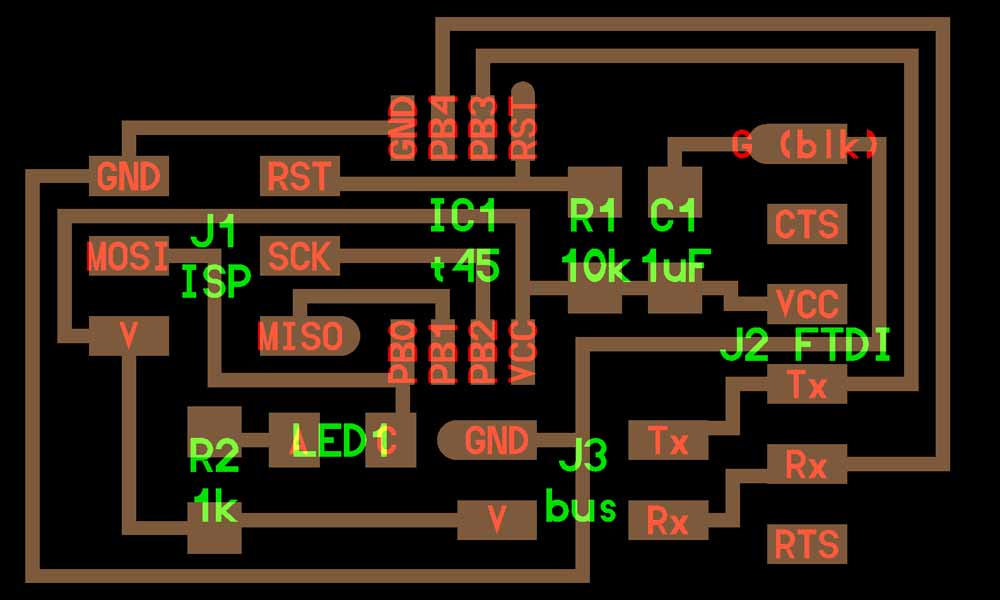 GND
PB4
PB3
RST
G (blk)
GND
RST
IC1
R1
C1
CTS
J1
MOSI
SCK
t45
10k
1uF
ISP
VCC
V
MISO
PB0
PB1
PB2
VCC
J2 FTDI
Tx
A
LED1
C
GND
Tx
R2
J3
Rx
1k
V
bus
Rx
RTS